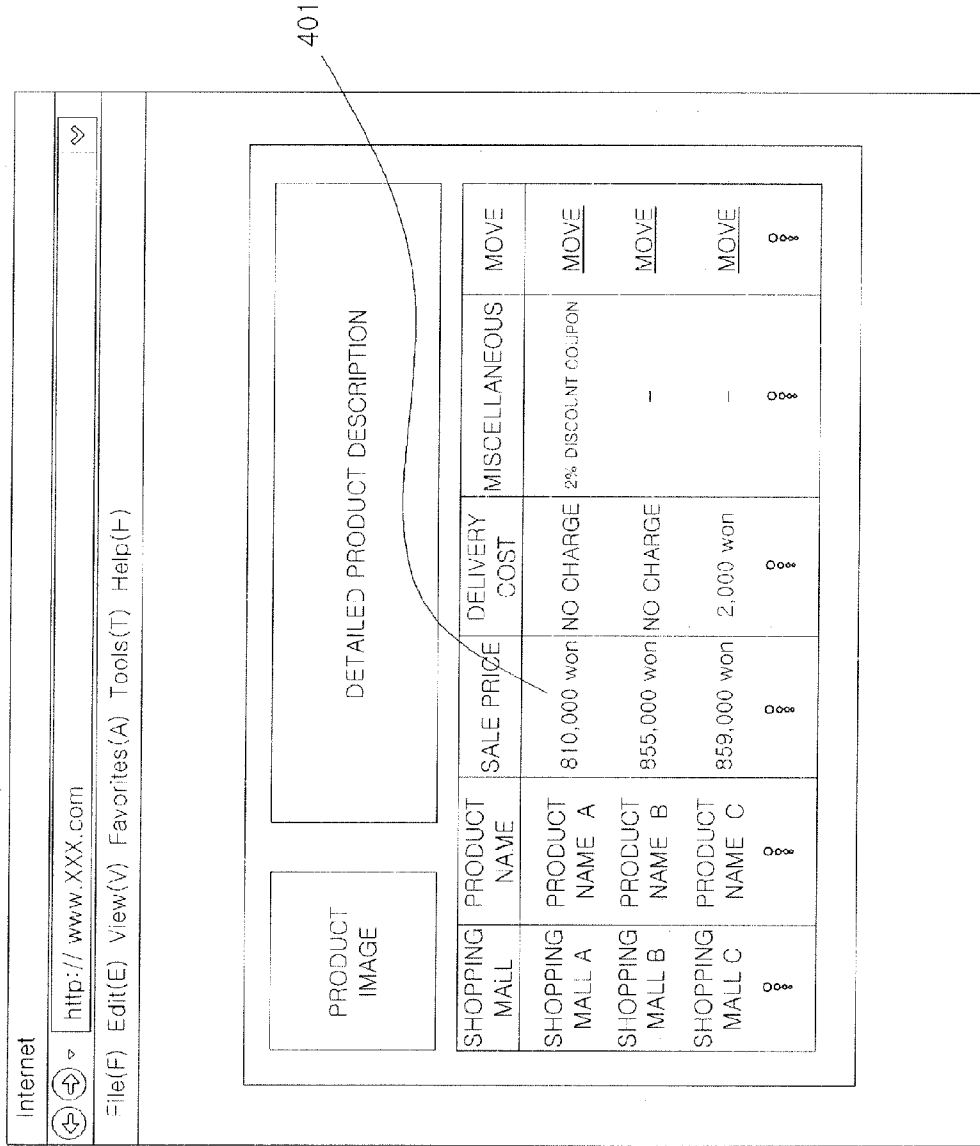 Internet
http://www.XXX.com
File(F) Edit(E) View(V) Favorites(A) Tools(T) Help(H)
PRODUCT
IMAGE
DETAILED PRODUCT DESCRIPTION
401
SHOPPING
MALL
PRODUCT
NAME
SALE PRICE
DELIVERY
COST
MISCELLANEOUS
MOVE
SHOPPING
MALL A
PRODUCT
NAME A
810,000 won
NO CHARGE
2% DISCOUNT COUPON
MOVE
SHOPPING
MALL B
PRODUCT
NAME B
855,000 won
NO CHARGE
–
MOVE
SHOPPING
MALL C
PRODUCT
NAME C
859,000 won
2,000 won
–
MOVE